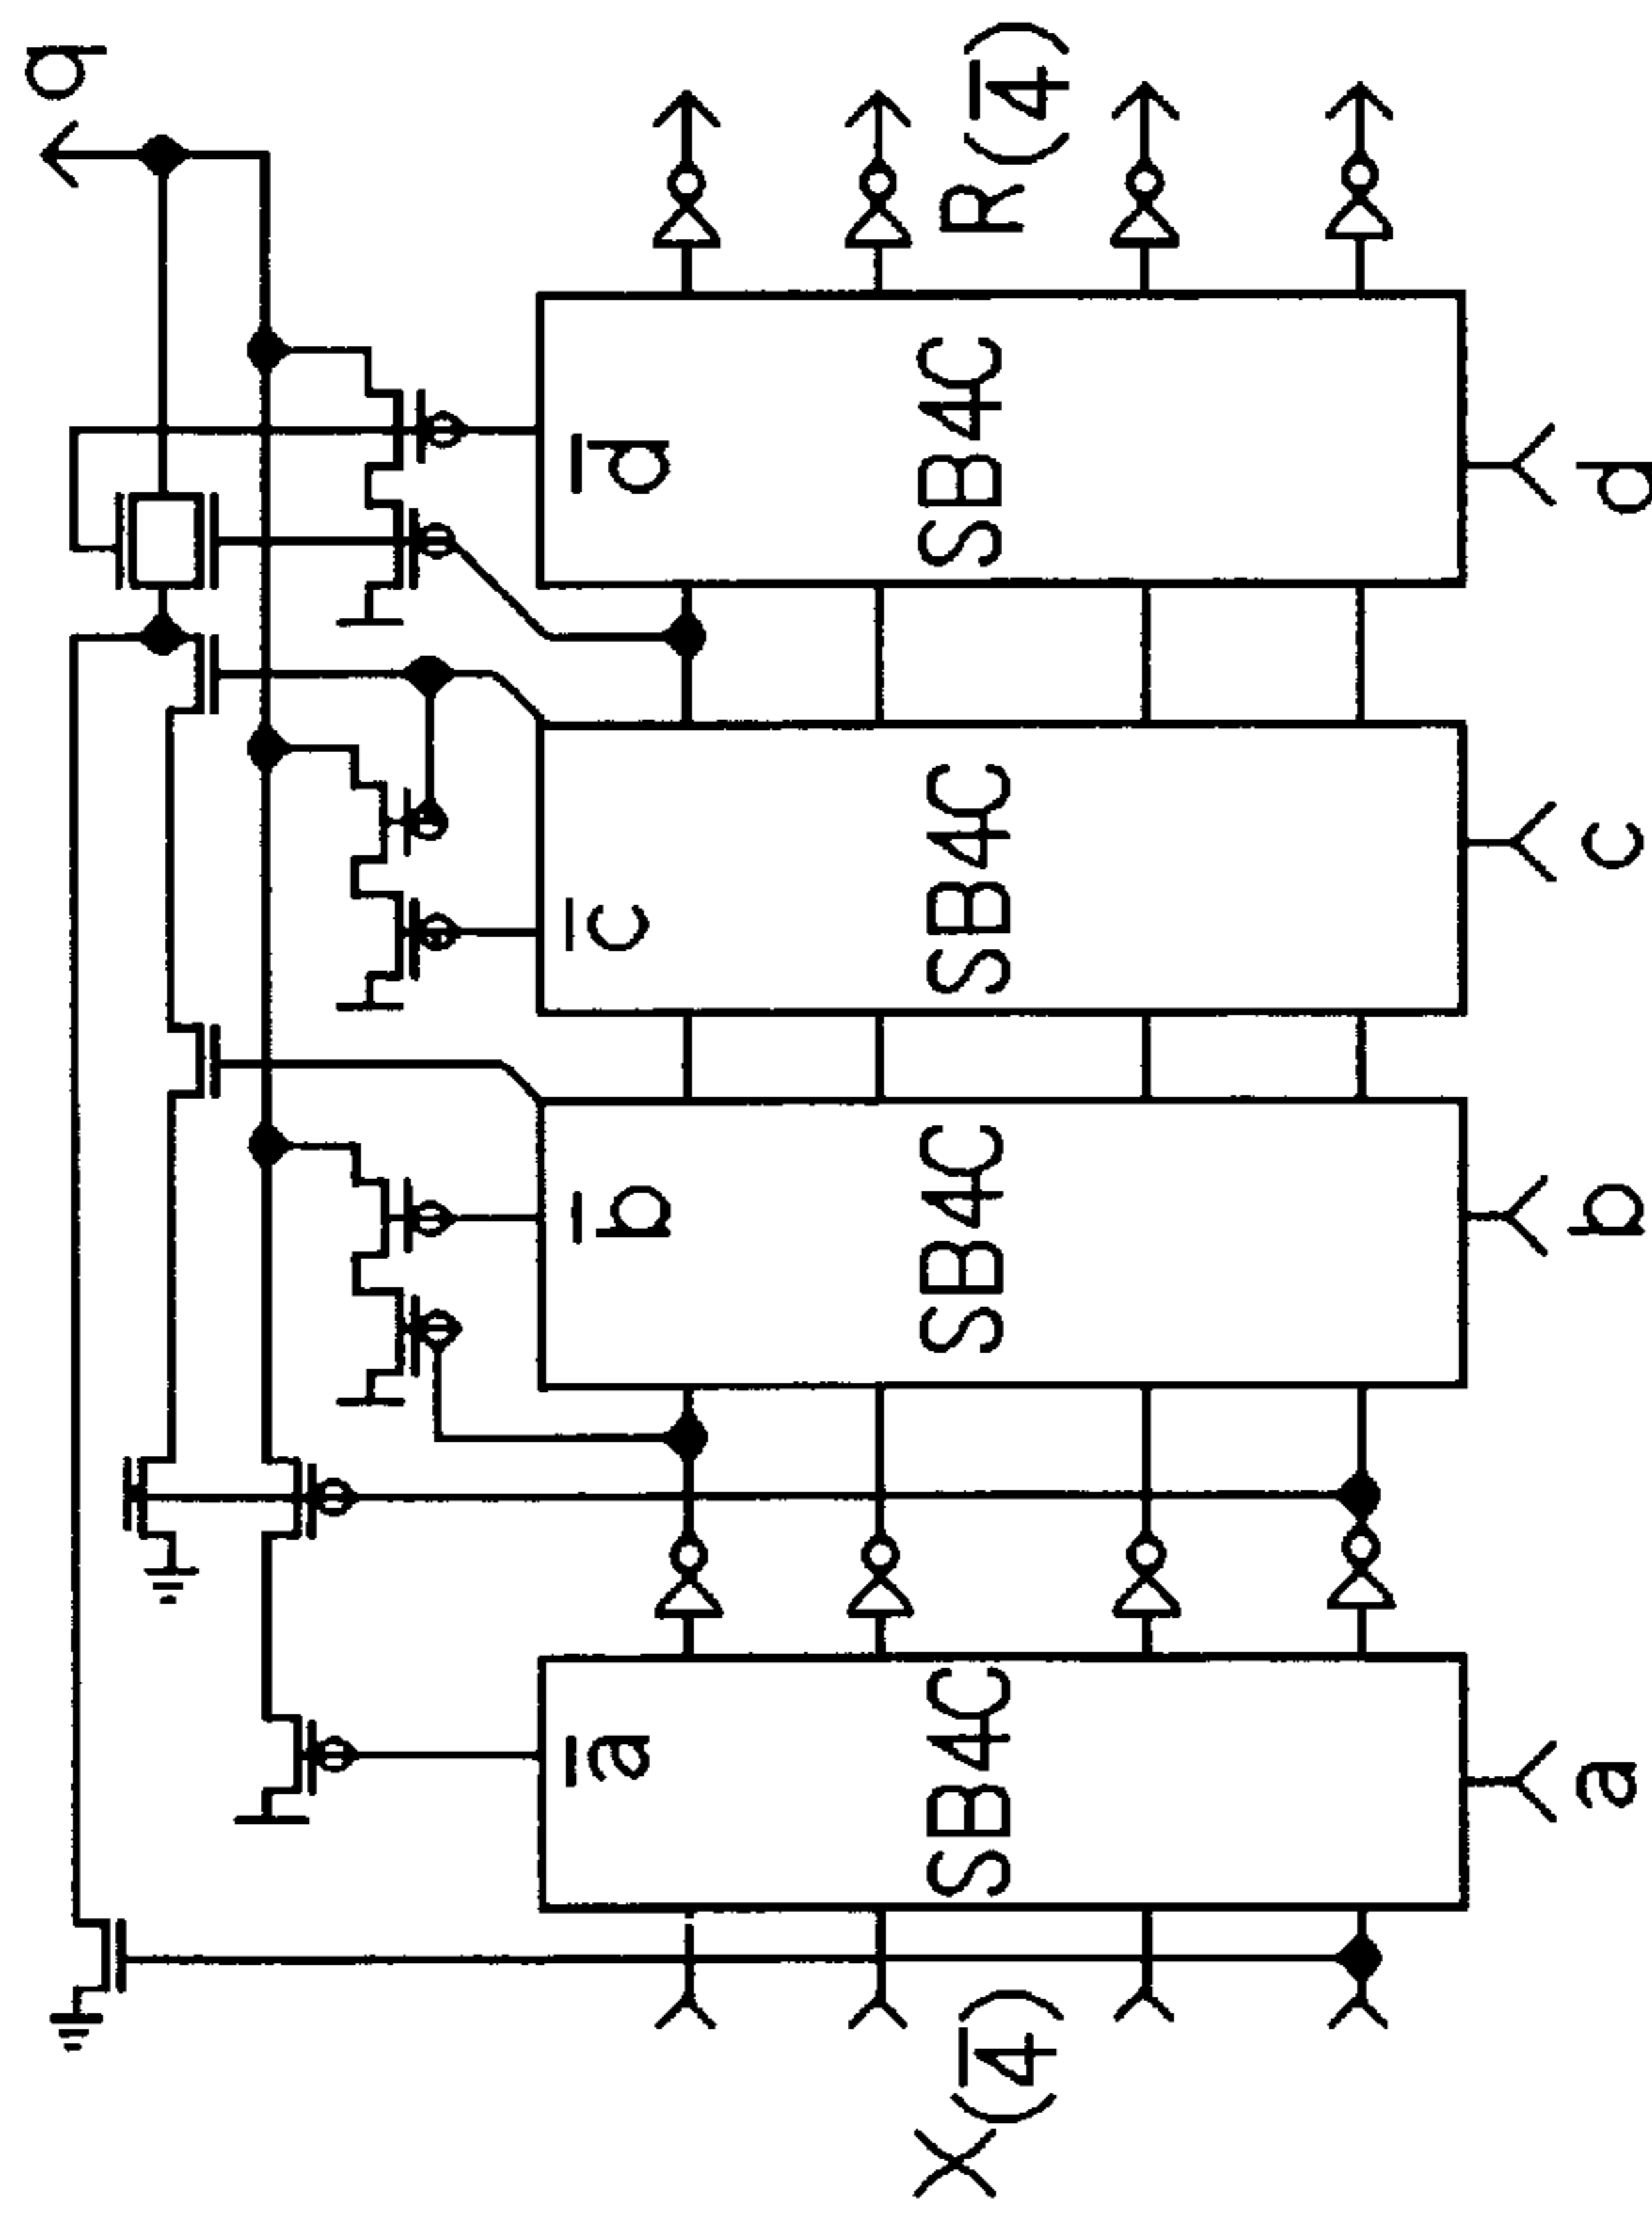 q
a̅ b̅ c̅ d̅
X(4̅) SB4C SB4C SB4C SB4C R(4̅)
a b c d